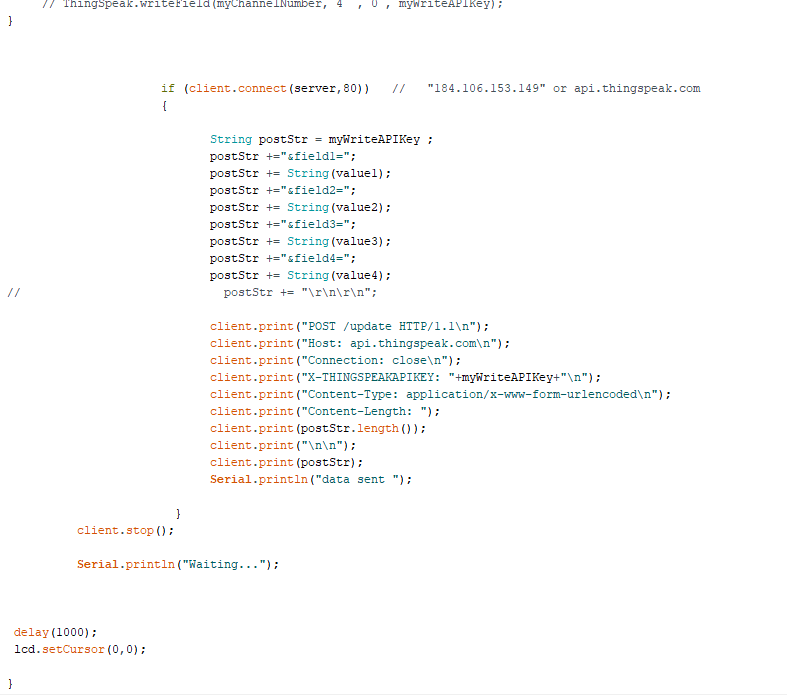 // ThingSpeak.writeField(myChannelNumber, 4 , 0 , myWriteAPIKey);
}
if (client.connect(server,80)) // "184.106.153.149" or api.thingspeak.com
{
String postStr = myWriteAPIKey ;
postStr +="&field1=";
postStr += String(value1);
postStr +="&field2=";
postStr += String(value2);
postStr +="&field3=";
postStr += String(value3);
postStr +="&field4=";
postStr += String(value4);
// postStr += "\r\n\r\n";
client.print("POST /update HTTP/1.1\n");
client.print("Host: api.thingspeak.com\n");
client.print("Connection: close\n");
client.print("X-THINGSPEAKAPIKEY: "+myWriteAPIKey+"\n");
client.print("Content-Type: application/x-www-form-urlencoded\n");
client.print("Content-Length: ");
client.print(postStr.length());
client.print("\n\n");
client.print(postStr);
Serial.println("data sent ");
}
client.stop();
Serial.println("Waiting...");
delay(1000);
lcd.setCursor(0,0);
}